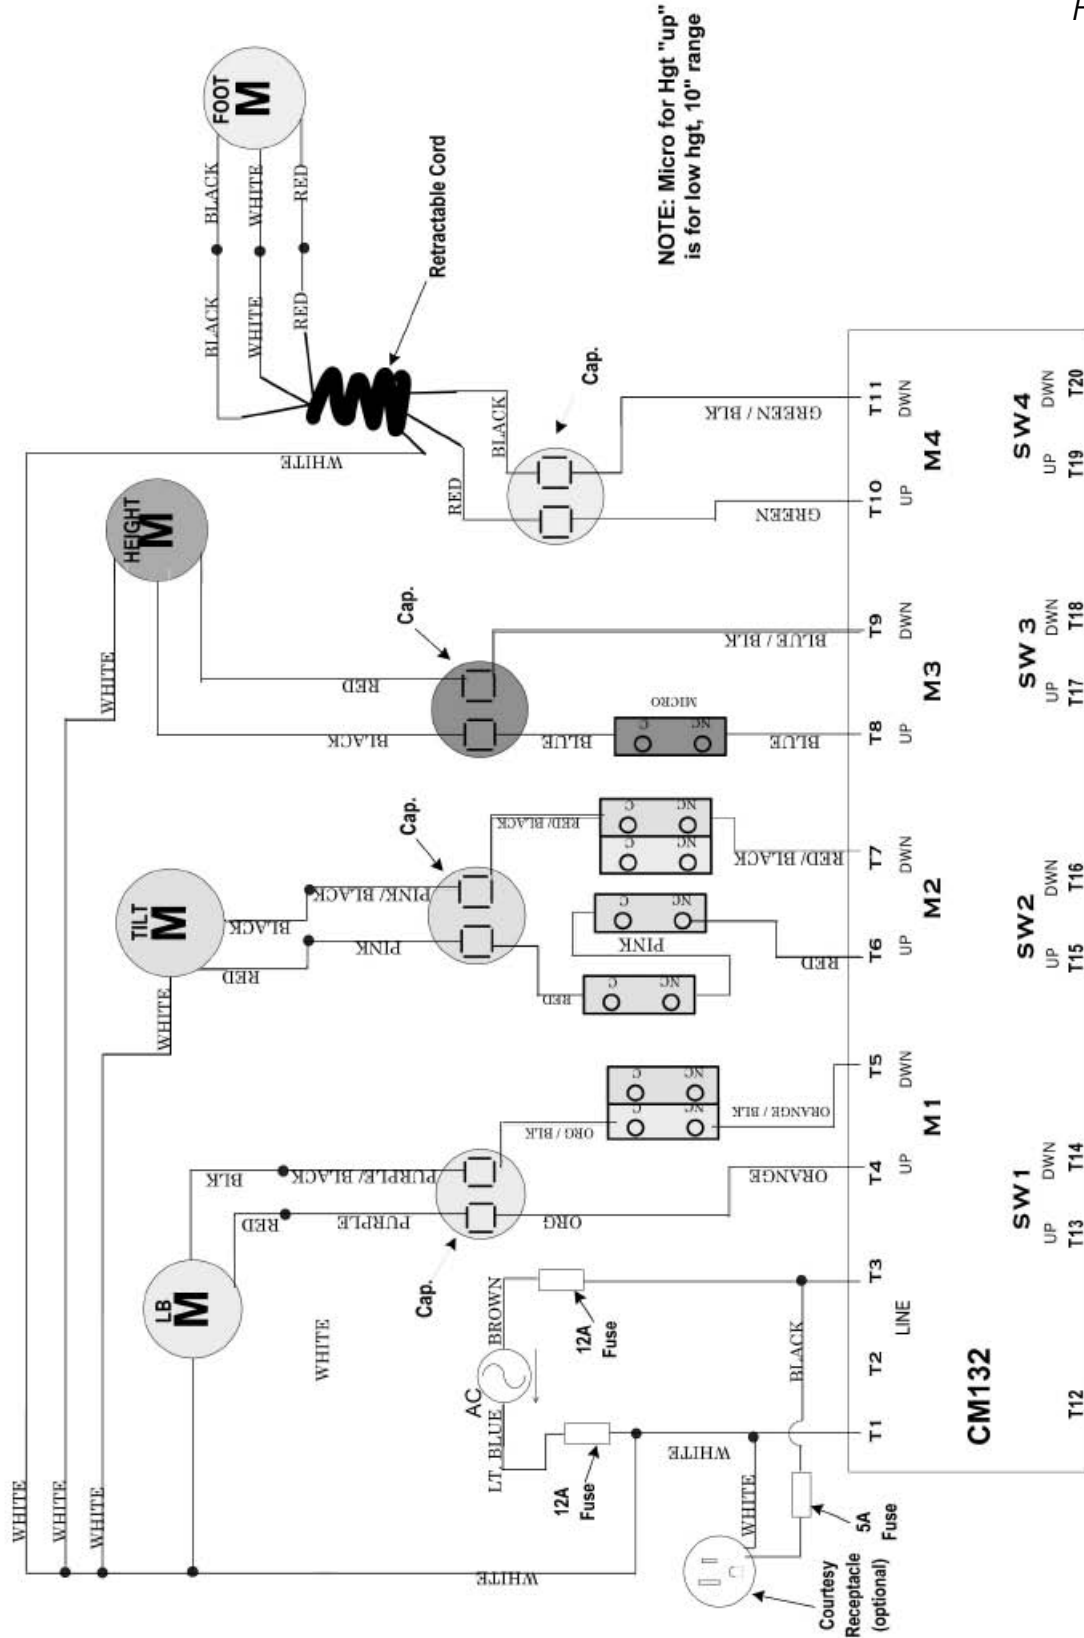 WHITE
WHITE
WHITE
WHITE
WHITE
WHITE
WHITE
WHITE
LB
M
TILT
M
HEIGHT
M
FOOT
M
RED
BLK
RED
BLACK
BLACK
BLACK
WHITE
WHITE
RED
RED
WHITE
PURPLE
PURPLE/ BLACK
PINK
PINK/ BLACK
BLACK
RED
Retractable Cord
Cap.
Cap.
Cap.
Cap.
RED
BLACK
AC
LT BLUE
BROWN
12A
Fuse
12A
Fuse
ORG
ORG / BLK
C
NC
C
NC
ORANGE
ORANGE / BLK
RED
C
NC
PINK
C
NC
RED
RED/ BLACK
C
NC
C
NC
RED/ BLACK
BLUE
MICRO
C
NC
BLUE
BLUE / BLK
GREEN
GREEN / BLK
NOTE: Micro for Hgt "up"
is for low hgt, 10" range
WHITE
WHITE
BLACK
5A
Fuse
Courtesy
Receptacle
(optional)
T1
T2
T3
T4
T5
T6
T7
T8
T9
T10
T11
LINE
UP
DWN
UP
DWN
UP
DWN
UP
DWN
M1
M2
M3
M4
CM132
SW1
SW2
SW 3
SW4
UP
DWN
UP
DWN
UP
DWN
UP
DWN
T12
T13
T14
T15
T16
T17
T18
T19
T20